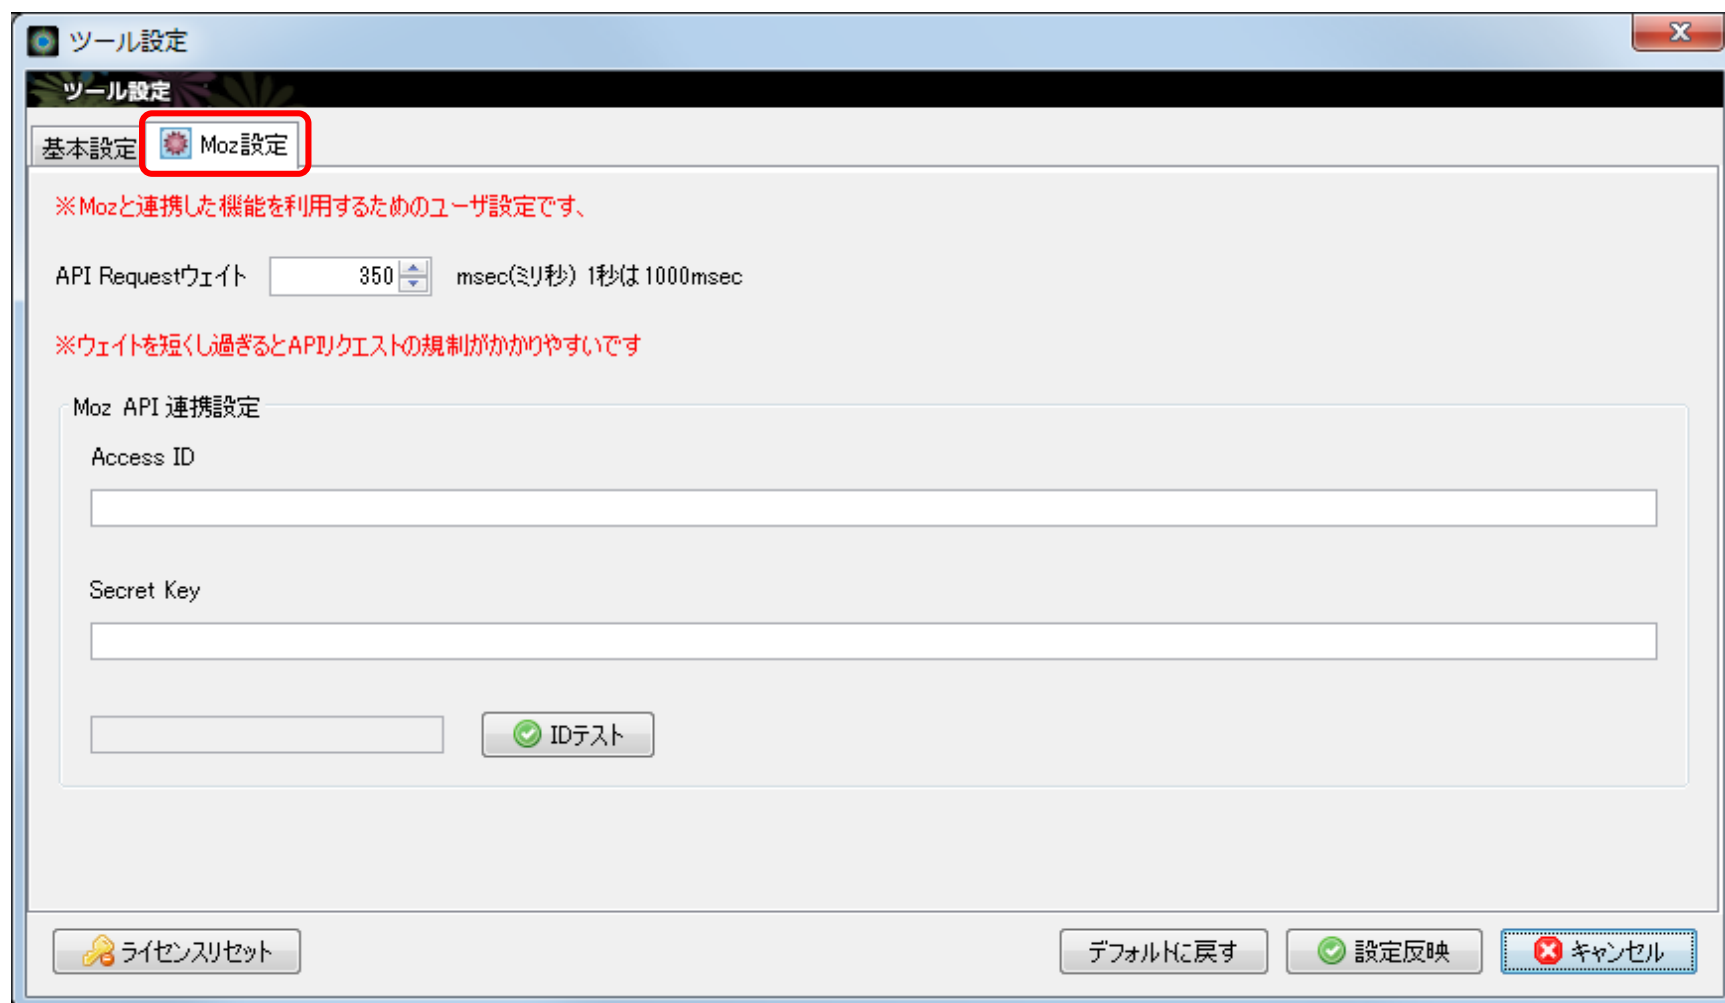 ツール設定
ツール設定
基本設定 Moz設定
※Mozと連携した機能を利用するためのユーザ設定です、
API Requestウェイト 350 msec(ミリ秒) 1秒は1000msec
※ウェイトを短くし過ぎるとAPIリクエストの規制がかかりやすいです
Moz API 連携設定
Access ID
Secret Key
IDテスト
ライセンスリセット デフォルトに戻す 設定反映 キャンセル